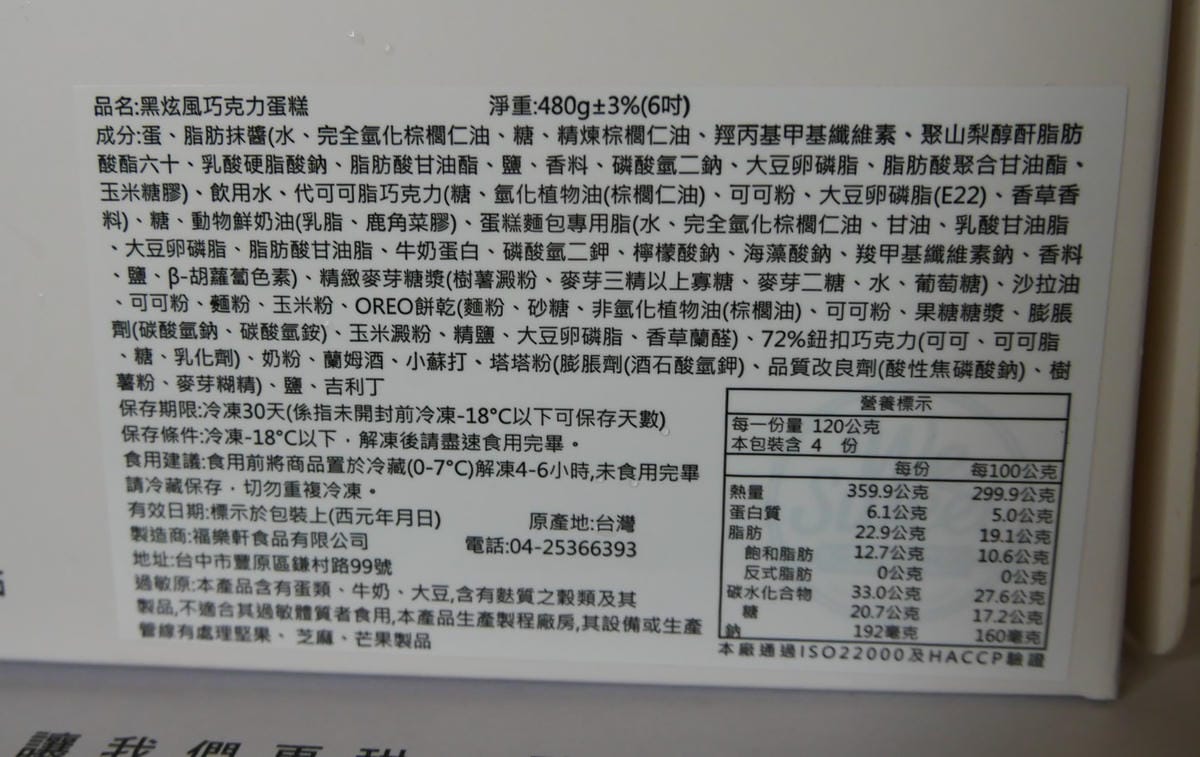 品名:黑炫風巧克力蛋糕 淨重:480g±3%(6吋)
成分:蛋、脂肪抹醬(水、完全氫化棕櫚仁油、糖、精煉棕櫚仁油、羥丙基甲基纖維素、聚山梨醇酐脂肪
酸酯六十、乳酸硬脂酸鈉、脂肪酸甘油酯、鹽、香料、磷酸氫二鈉、大豆卵磷脂、脂肪酸聚合甘油酯、
玉米糖膠)、飲用水、代可可脂巧克力(糖、氫化植物油(棕櫚仁油)、可可粉、大豆卵磷脂(E22)、香草香
料)、糖、動物鮮奶油(乳脂、鹿角菜膠)、蛋糕麵包專用脂(水、完全氫化棕櫚仁油、甘油、乳酸甘油脂
、大豆卵磷脂、脂肪酸甘油脂、牛奶蛋白、磷酸氫二鉀、檸檬酸鈉、海藻酸鈉、羧甲基纖維素鈉、香料
、鹽、β-胡蘿蔔色素)、精緻麥芽糖漿(樹薯澱粉、麥芽三精以上寡糖、麥芽二糖、水、葡萄糖)、沙拉油
、可可粉、麵粉、玉米粉、OREO餅乾(麵粉、砂糖、非氫化植物油(棕櫚油)、可可粉、果糖糖漿、膨脹
劑(碳酸氫鈉、碳酸氫銨)、玉米澱粉、精鹽、大豆卵磷脂、香草蘭醛)、72%鈕扣巧克力(可可、可可脂
、糖、乳化劑)、奶粉、蘭姆酒、小蘇打、塔塔粉(膨脹劑(酒石酸氫鉀)、品質改良劑(酸性焦磷酸鈉)、樹
薯粉、麥芽糊精)、鹽、吉利丁
保存期限:冷凍30天(係指未開封前冷凍-18°C以下可保存天數)
保存條件:冷凍-18°C以下，解凍後請盡速食用完畢。
食用建議:食用前將商品置於冷藏(0-7°C)解凍4-6小時,未食用完畢
請冷藏保存，切勿重複冷凍。
有效日期:標示於包裝上(西元年月日) 原產地:台灣
製造商:福樂軒食品有限公司 電話:04-25366393
地址:台中市豐原區鎌村路99號
過敏原:本產品含有蛋類、牛奶、大豆,含有麩質之穀類及其
製品,不適合其過敏體質者食用,本產品生產製程廠房,其設備或生產
管線有處理堅果、芝麻、芒果製品
營養標示
每一份量 120公克
本包裝含 4 份
每份 每100公克
熱量 359.9公克 299.9公克
蛋白質 6.1公克 5.0公克
脂肪 22.9公克 19.1公克
飽和脂肪 12.7公克 10.6公克
反式脂肪 0公克 0公克
碳水化合物 33.0公克 27.6公克
糖 20.7公克 17.2公克
鈉 192毫克 160毫克
本廠通過ISO22000及HACCP驗證
讓我們更甜